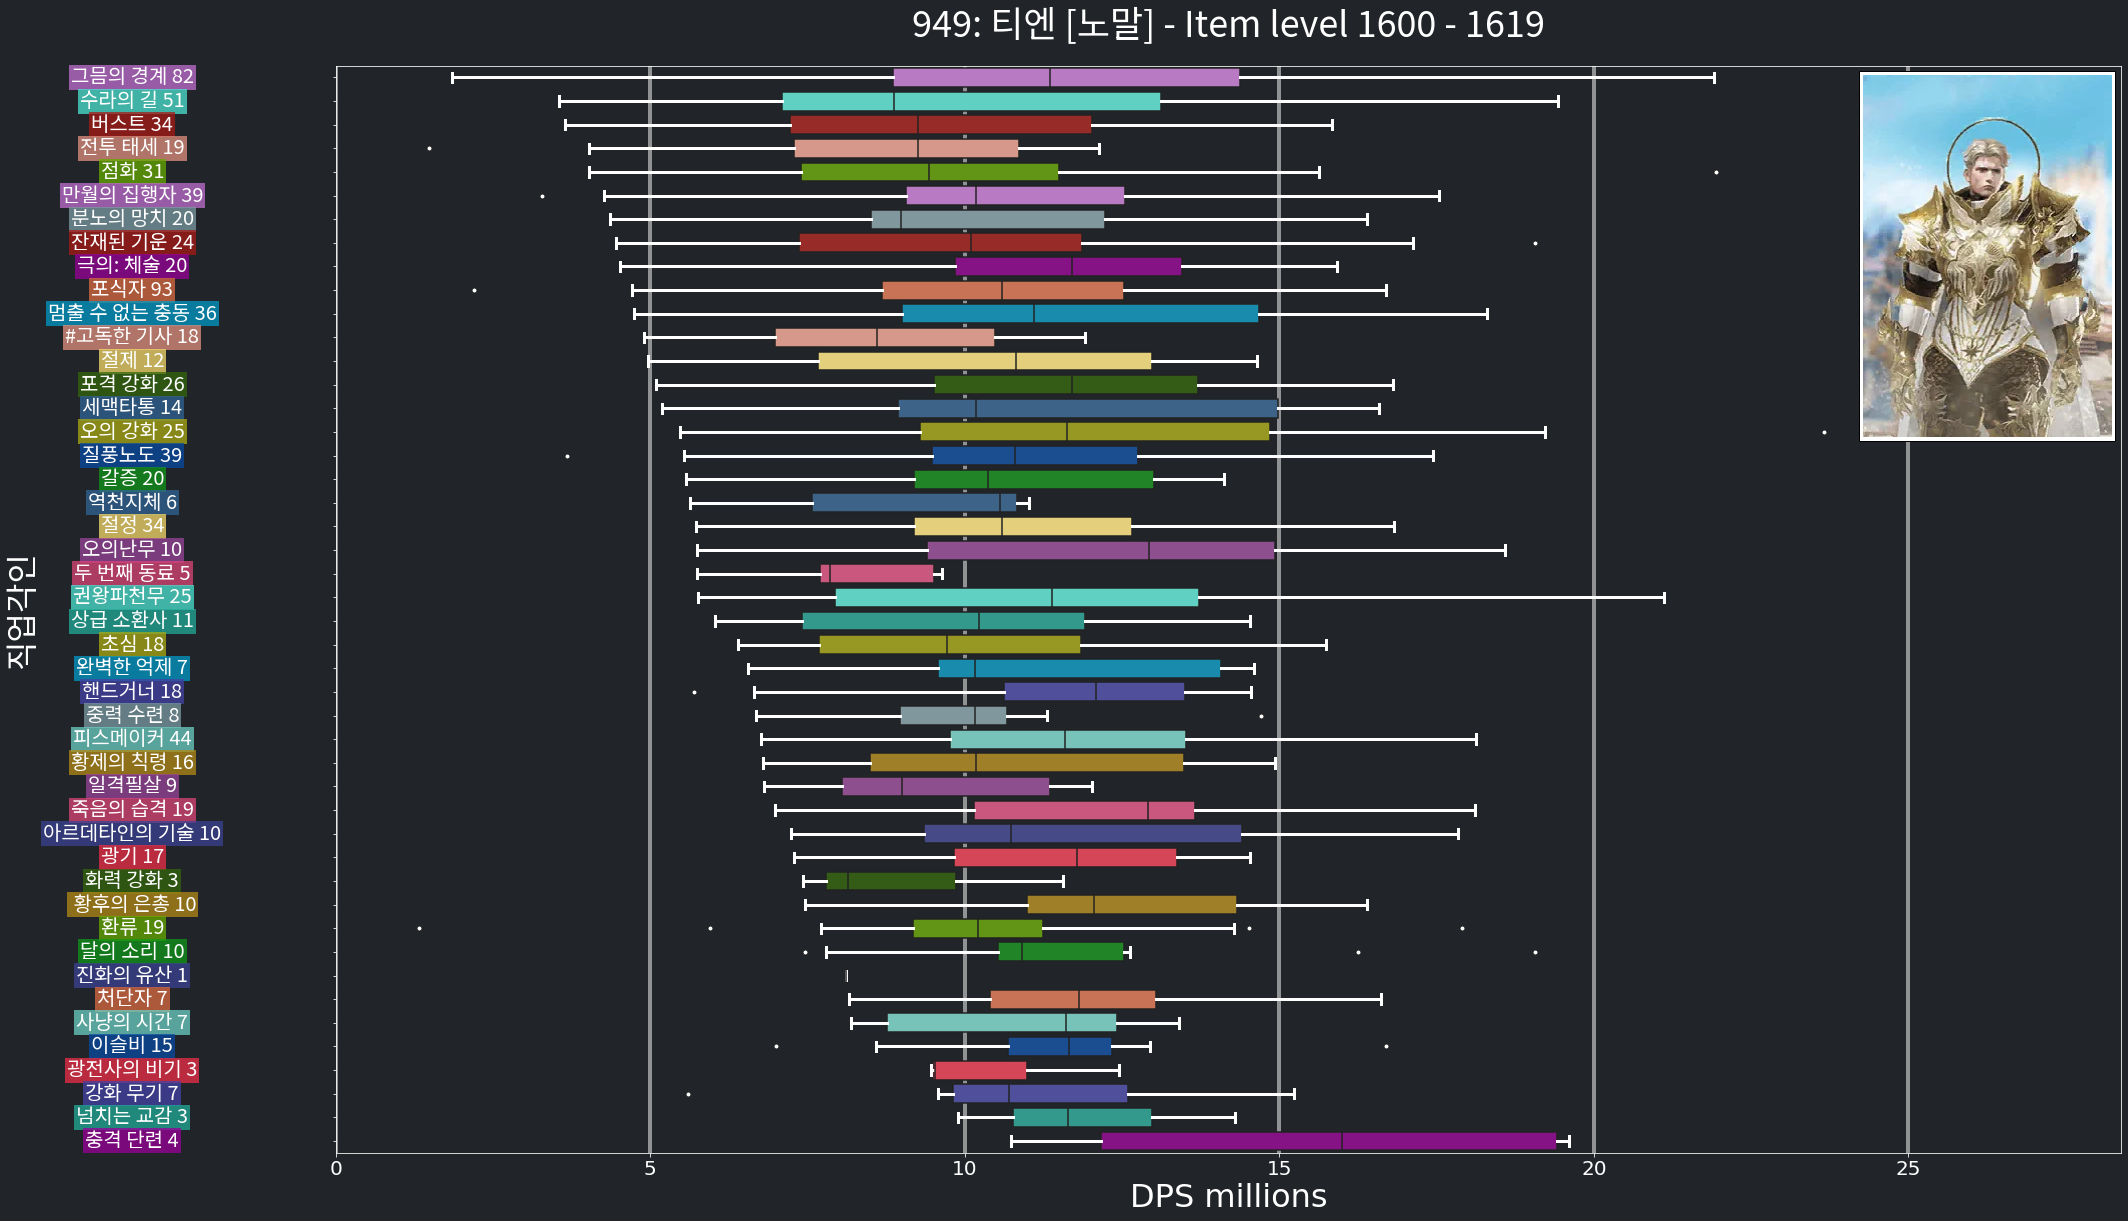 949: 티엔 [노말] - Item level 1600 - 1619
그믐의 경계 82
수라의 길 51
버스트 34
전투 태세 19
점화 31
만월의 집행자 39
분노의 망치 20
잔재된 기운 24
극의: 체술 20
포식자 93
멈출 수 없는 충동 36
#고독한 기사 18
절제 12
포격 강화 26
세맥타통 14
오의 강화 25
질풍노도 39
갈증 20
역천지체 6
절정 34
오의난무 10
두 번째 동료 5
권왕파천무 25
상급 소환사 11
초심 18
완벽한 억제 7
핸드거너 18
중력 수련 8
피스메이커 44
황제의 칙령 16
일격필살 9
죽음의 습격 19
아르데타인의 기술 10
광기 17
화력 강화 3
황후의 은총 10
환류 19
달의 소리 10
진화의 유산 1
처단자 7
사냥의 시간 7
이슬비 15
광전사의 비기 3
강화 무기 7
넘치는 교감 3
충격 단련 4
직업각인
0 5 10 15 20 25
DPS millions